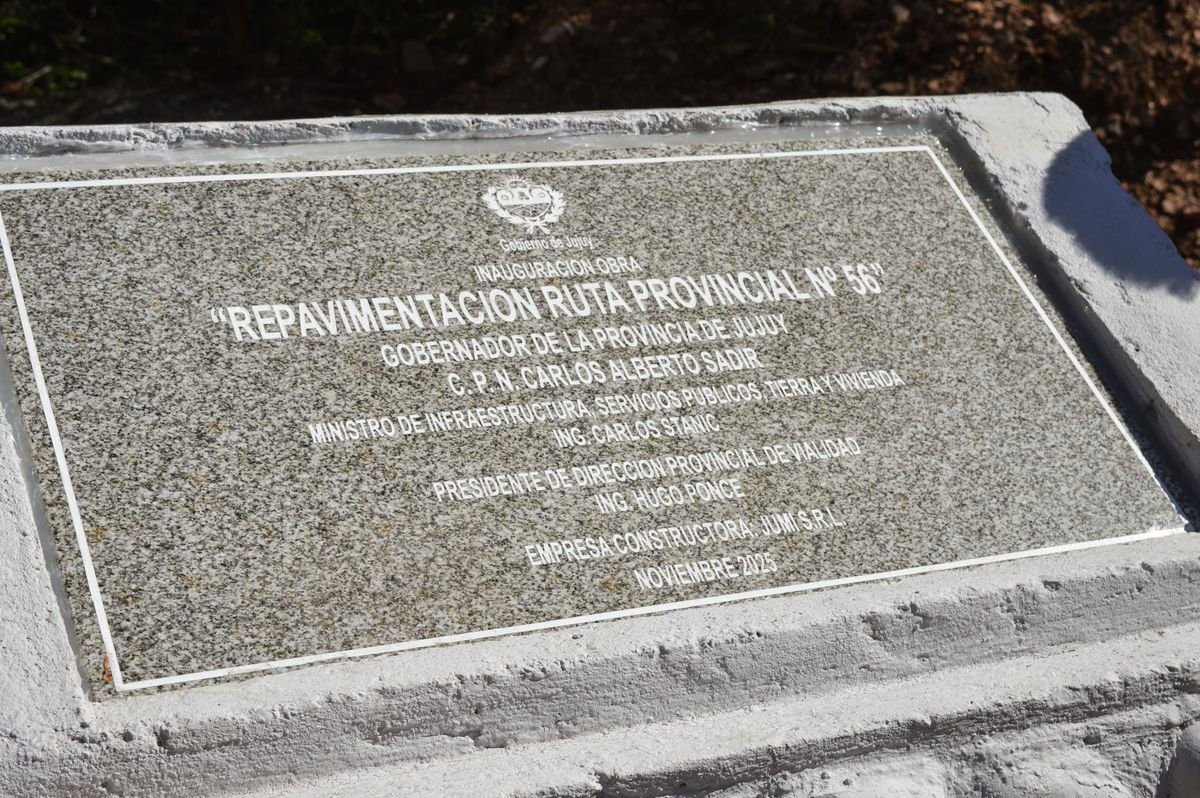 Gobierno de Jujuy
INAUGURACION OBRA
“REPAVIMENTACION RUTA PROVINCIAL Nº 56”
GOBERNADOR DE LA PROVINCIA DE JUJUY
C.P.N. CARLOS ALBERTO SADIR
MINISTRO DE INFRAESTRUCTURA, SERVICIOS PUBLICOS, TIERRA Y VIVIENDA
ING. CARLOS STANIC
PRESIDENTE DE DIRECCION PROVINCIAL DE VIALIDAD
ING. HUGO PONCE
EMPRESA CONSTRUCTORA: JUMI S.R.L.
NOVIEMBRE 2025